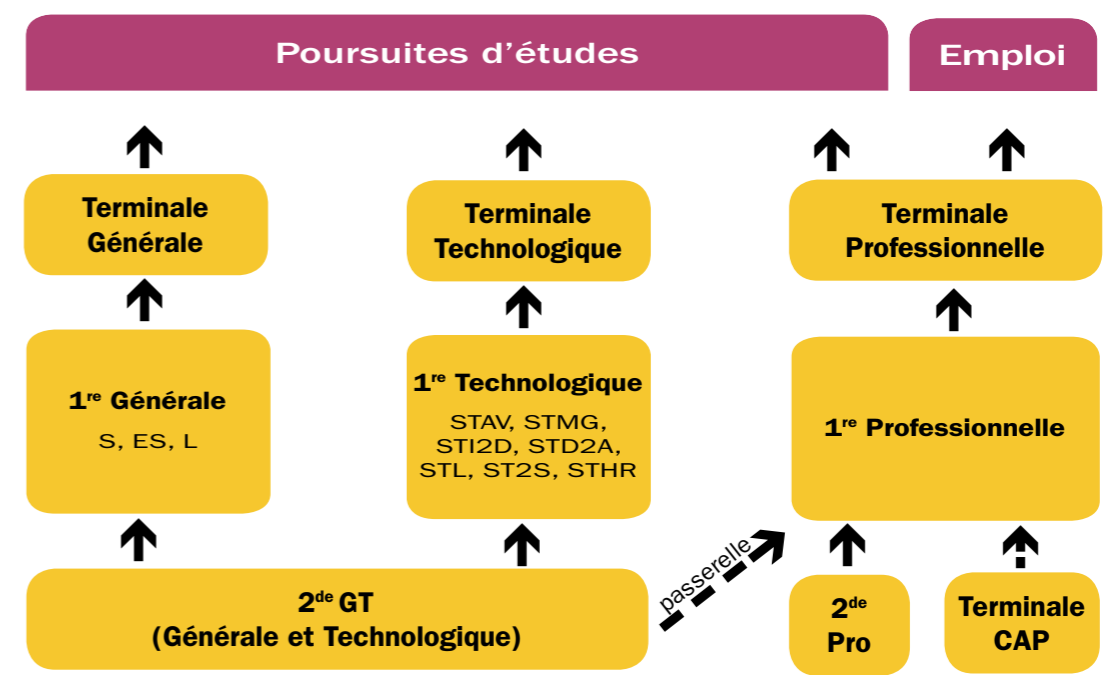 Poursuites d'études
Emploi
Terminale
Générale
Terminale
Technologique
Terminale
Professionnelle
1re Générale
S, ES, L
1re Technologique
STAV, STMG,
STI2D, STD2A,
STL, ST2S, STHR
1re Professionnelle
2de GT
(Générale et Technologique)
passerelle
2de
Pro
Terminale
CAP